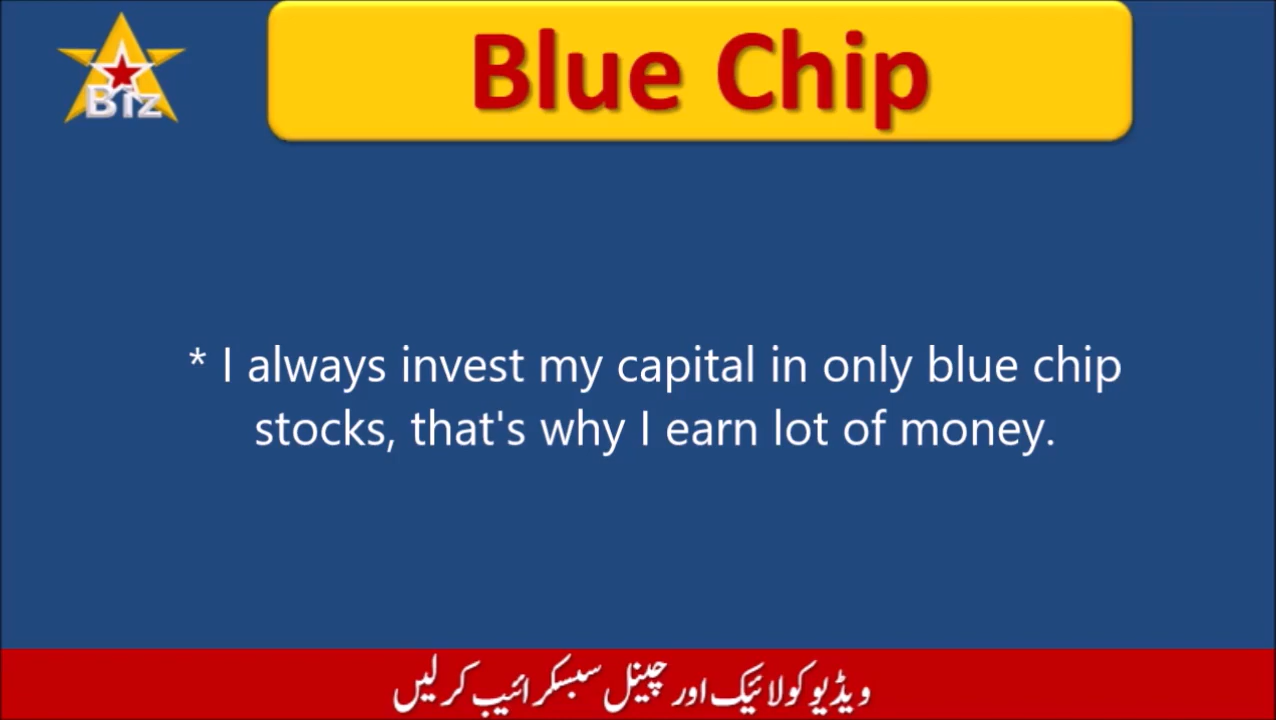 Biz
Blue Chip
* I always invest my capital in only blue chip
stocks, that's why I earn lot of money.
ویڈیو کو لائیک اور چینل سبسکرائیب کر لیں